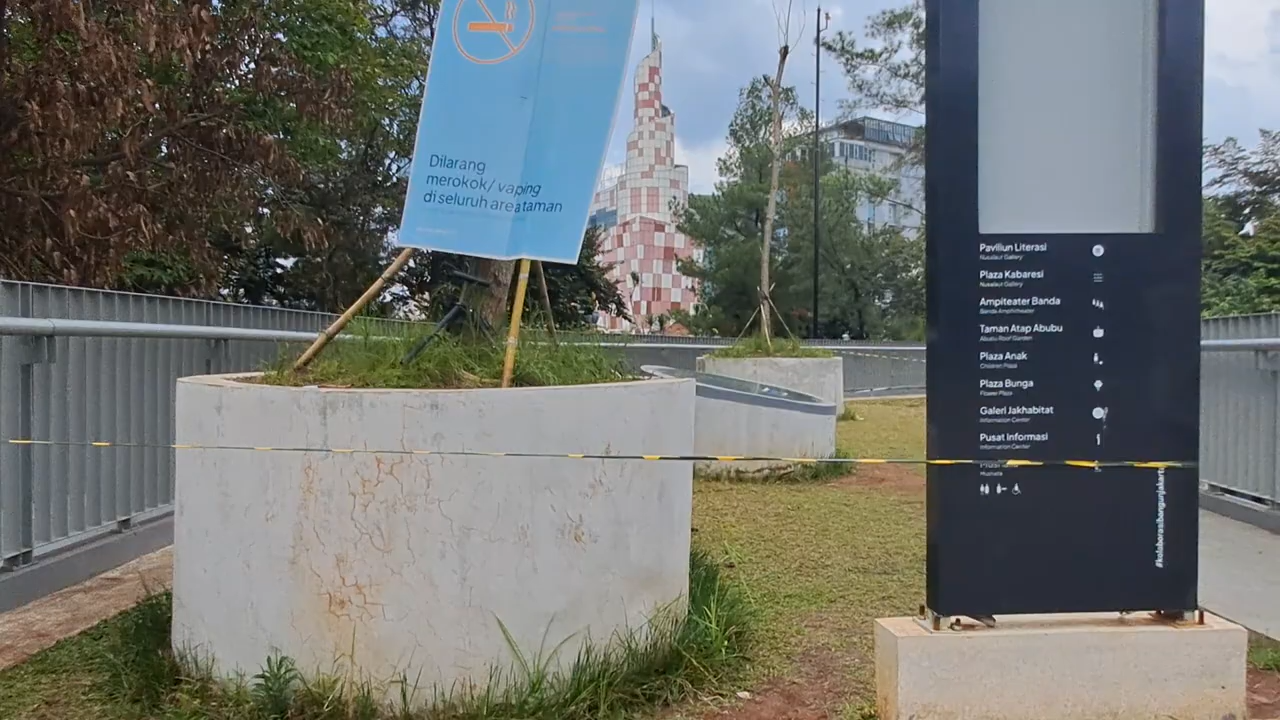 Dilarang
merokok/ vaping
di seluruh area taman
Paviliun Literasi
Nusalaut Gallery
Plaza Kabaresi
Nusalaut Gallery
Ampiteater Banda
Banda Amphitheater
Taman Atap Abubu
Abubu Roof Garden
Plaza Anak
Children Plaza
Plaza Bunga
Flower Plaza
Galeri Jakhabitat
Information Center
Pusat Informasi
Information Center
#kolaborasibangunjakarta